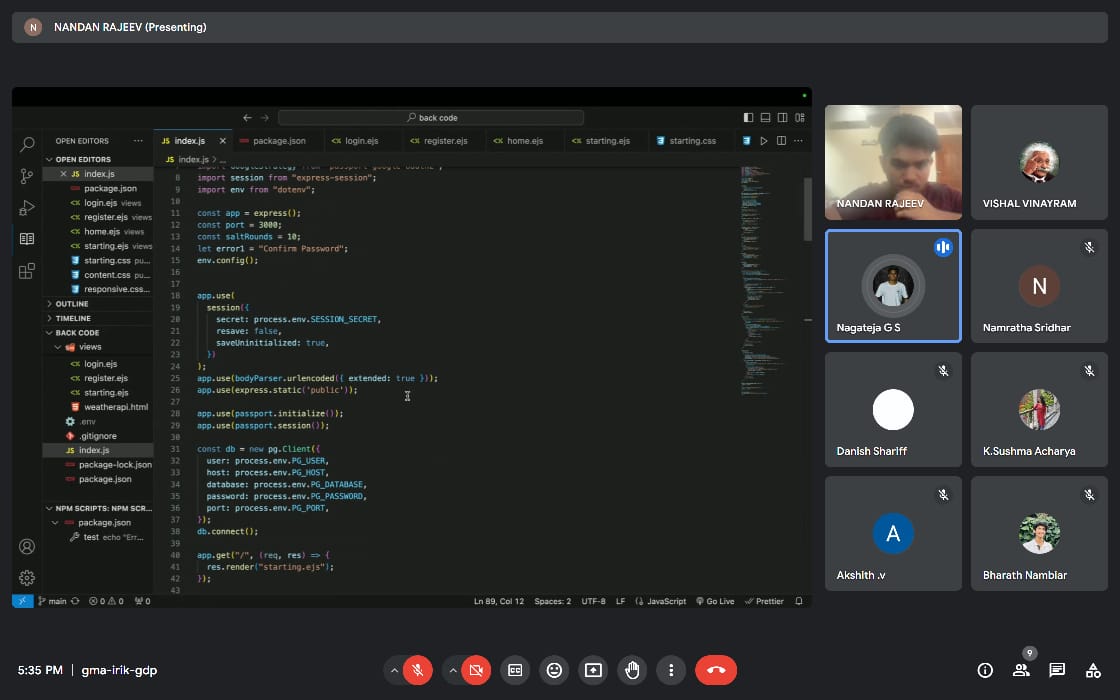 N NANDAN RAJEEV (Presenting)
back code
OPEN EDITORS
JS index.js
package.json
<% login.ejs
<% register.ejs
<% home.ejs
<% starting.ejs
starting.css
OPEN EDITORS
JS index.js
package.json
<% login.ejs views
<% register.ejs views
<% home.ejs views
<% starting.ejs views
starting.css pu...
content.css pu...
responsive.css...
OUTLINE
TIMELINE
BACK CODE
views
<% login.ejs
<% register.ejs
<% starting.ejs
weatherapi.html
.env
.gitignore
JS index.js
package-lock.json
package.json
NPM SCRIPTS: NPM SCR...
package.json
test echo "Err...
JS index.js > ...
8 import session from "express-session";
9 import env from "dotenv";
10
11 const app = express();
12 const port = 3000;
13 const saltRounds = 10;
14 let error1 = "Confirm Password";
15 env.config();
16
17
18 app.use(
19 session({
20 secret: process.env.SESSION_SECRET,
21 resave: false,
22 saveUninitialized: true,
23 })
24 );
25 app.use(bodyParser.urlencoded({ extended: true }));
26 app.use(express.static('public'));
27
28 app.use(passport.initialize());
29 app.use(passport.session());
30
31 const db = new pg.Client({
32 user: process.env.PG_USER,
33 host: process.env.PG_HOST,
34 database: process.env.PG_DATABASE,
35 password: process.env.PG_PASSWORD,
36 port: process.env.PG_PORT,
37 });
38 db.connect();
39
40 app.get("/", (req, res) => {
41 res.render("starting.ejs");
42 });
43
main 0 0 0
Ln 89, Col 12 Spaces: 2 UTF-8 LF JavaScript Go Live Prettier
NANDAN RAJEEV
VISHAL VINAYRAM
Nagateja G S
N
Namratha Sridhar
Danish Shariff
K.Sushma Acharya
A
Akshith .v
Bharath Nambiar
5:35 PM | gma-irik-gdp
CC
9